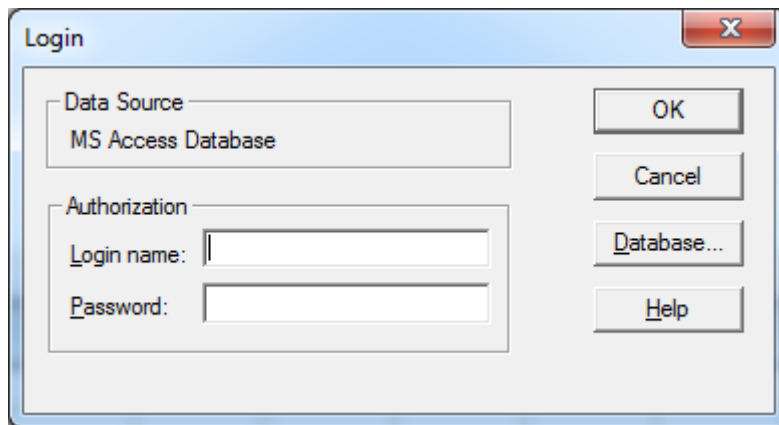 Login
Data Source
MS Access Database
Authorization
Login name:
Password:
OK
Cancel
Database...
Help